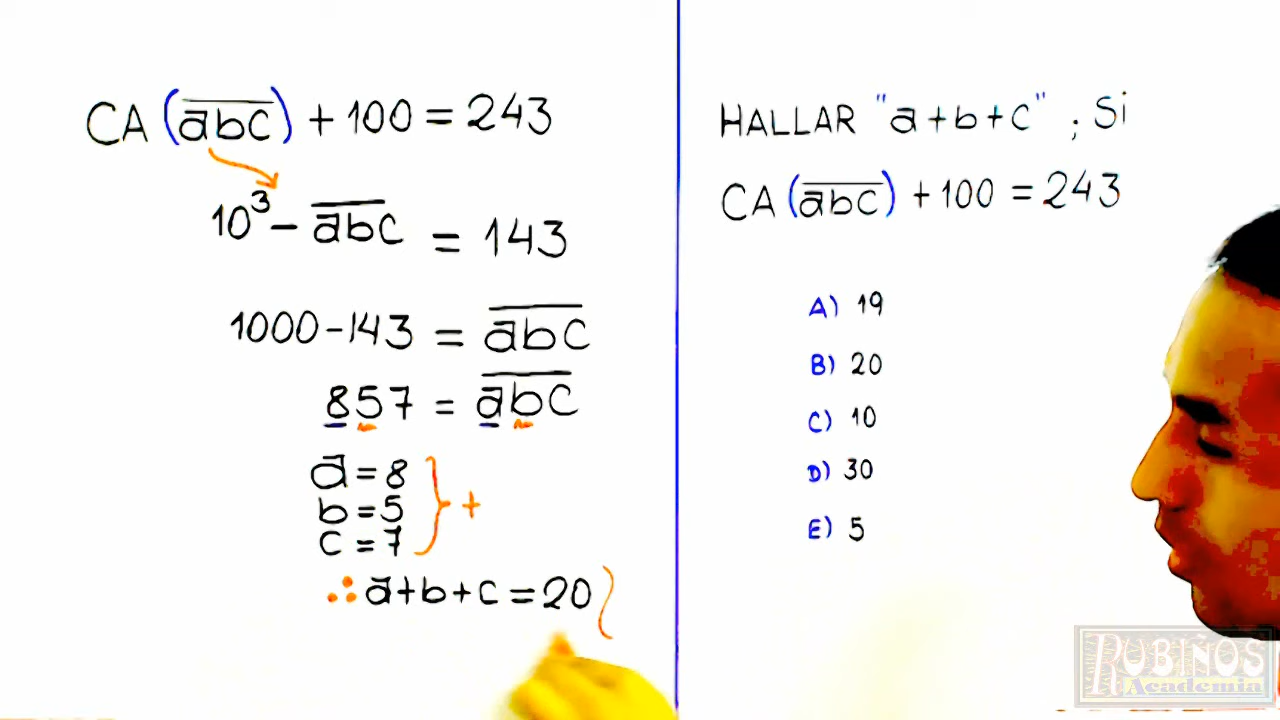 CA (abc) + 100 = 243
10³ - abc = 143
1000 - 143 = abc
857 = abc
a = 8
b = 5
c = 7
} +
∴ a + b + c = 20
HALLAR "a + b + c" ; Si
CA (abc) + 100 = 243
A) 19
B) 20
C) 10
D) 30
E) 5
RUBIÑOS
Academia